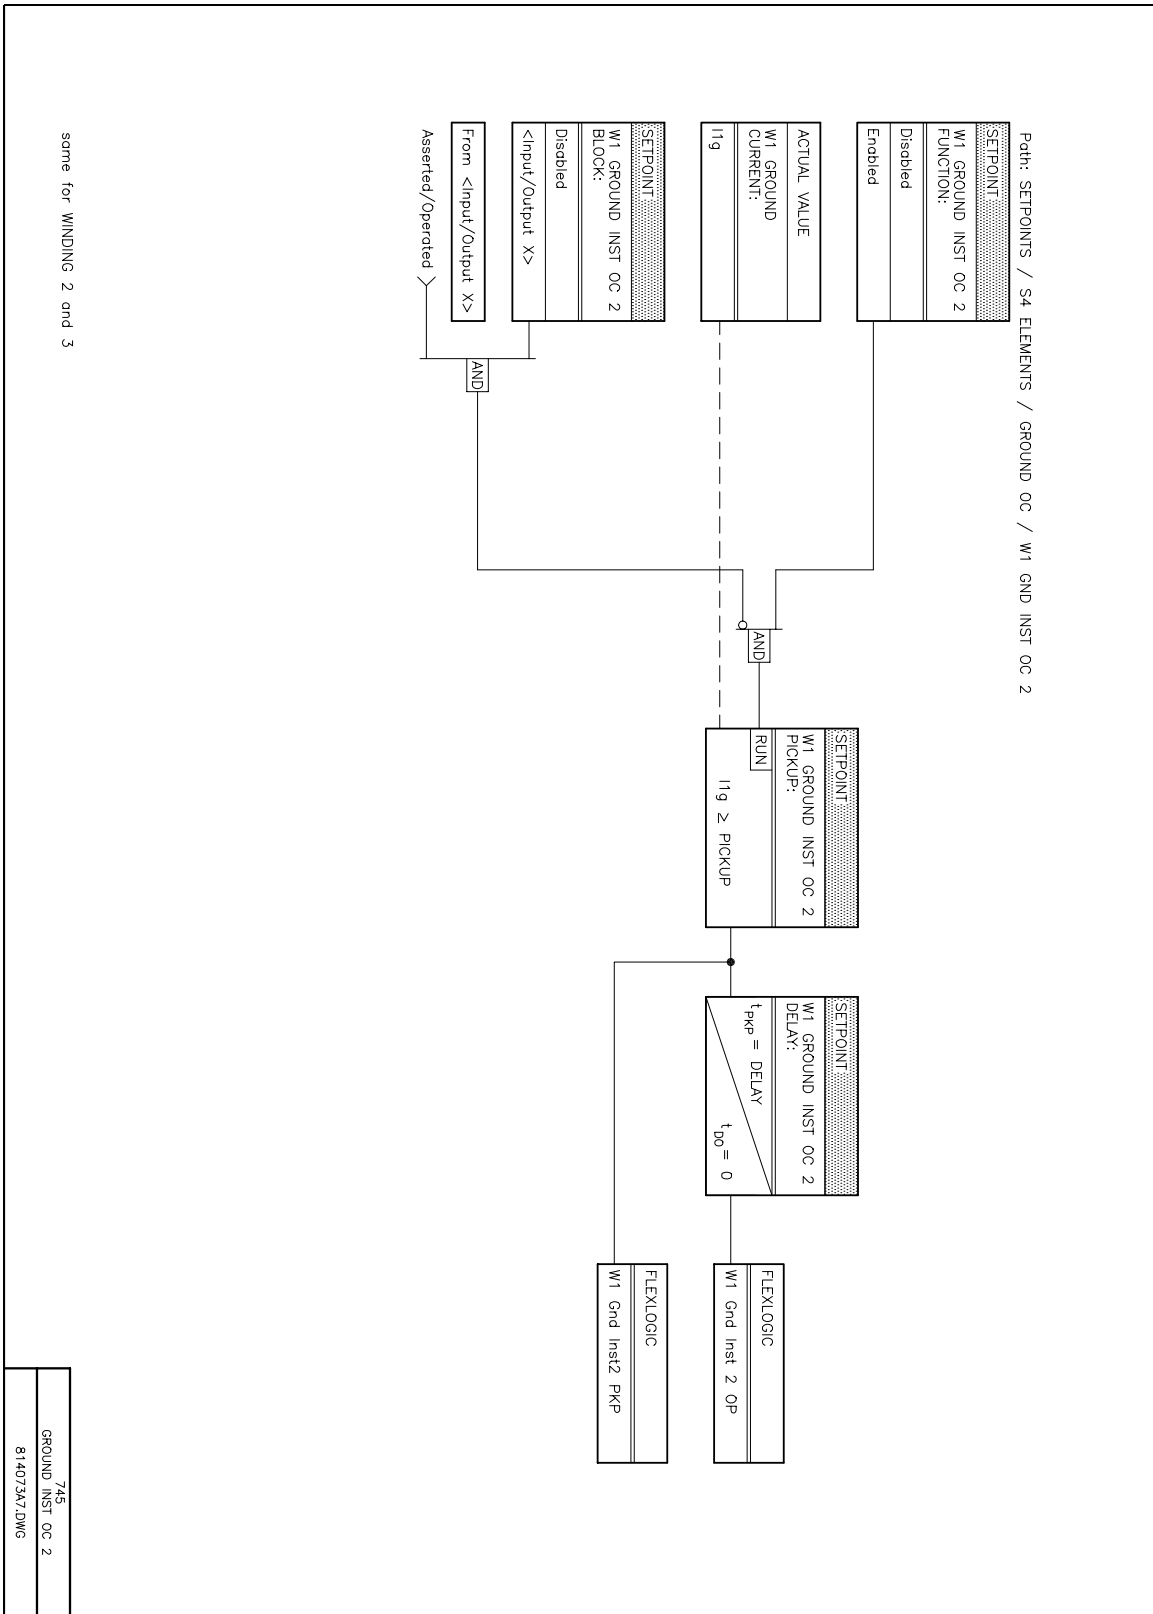 Path: SETPOINTS / S4 ELEMENTS / GROUND OC / W1 GND INST OC 2
SETPOINT
W1 GROUND INST OC 2
FUNCTION:
Disabled
Enabled
ACTUAL VALUE
W1 GROUND
CURRENT:
I1g
SETPOINT
W1 GROUND INST OC 2
BLOCK:
Disabled
<Input/Output X>
From <Input/Output X>
Asserted/Operated
AND
AND
SETPOINT
W1 GROUND INST OC 2
PICKUP:
RUN
I1g ≥ PICKUP
SETPOINT
W1 GROUND INST OC 2
DELAY:
tPKP = DELAY
tDO = 0
FLEXLOGIC
W1 Gnd Inst 2 OP
FLEXLOGIC
W1 Gnd Inst2 PKP
same for WINDING 2 and 3
745
GROUND INST OC 2
814073A7.DWG